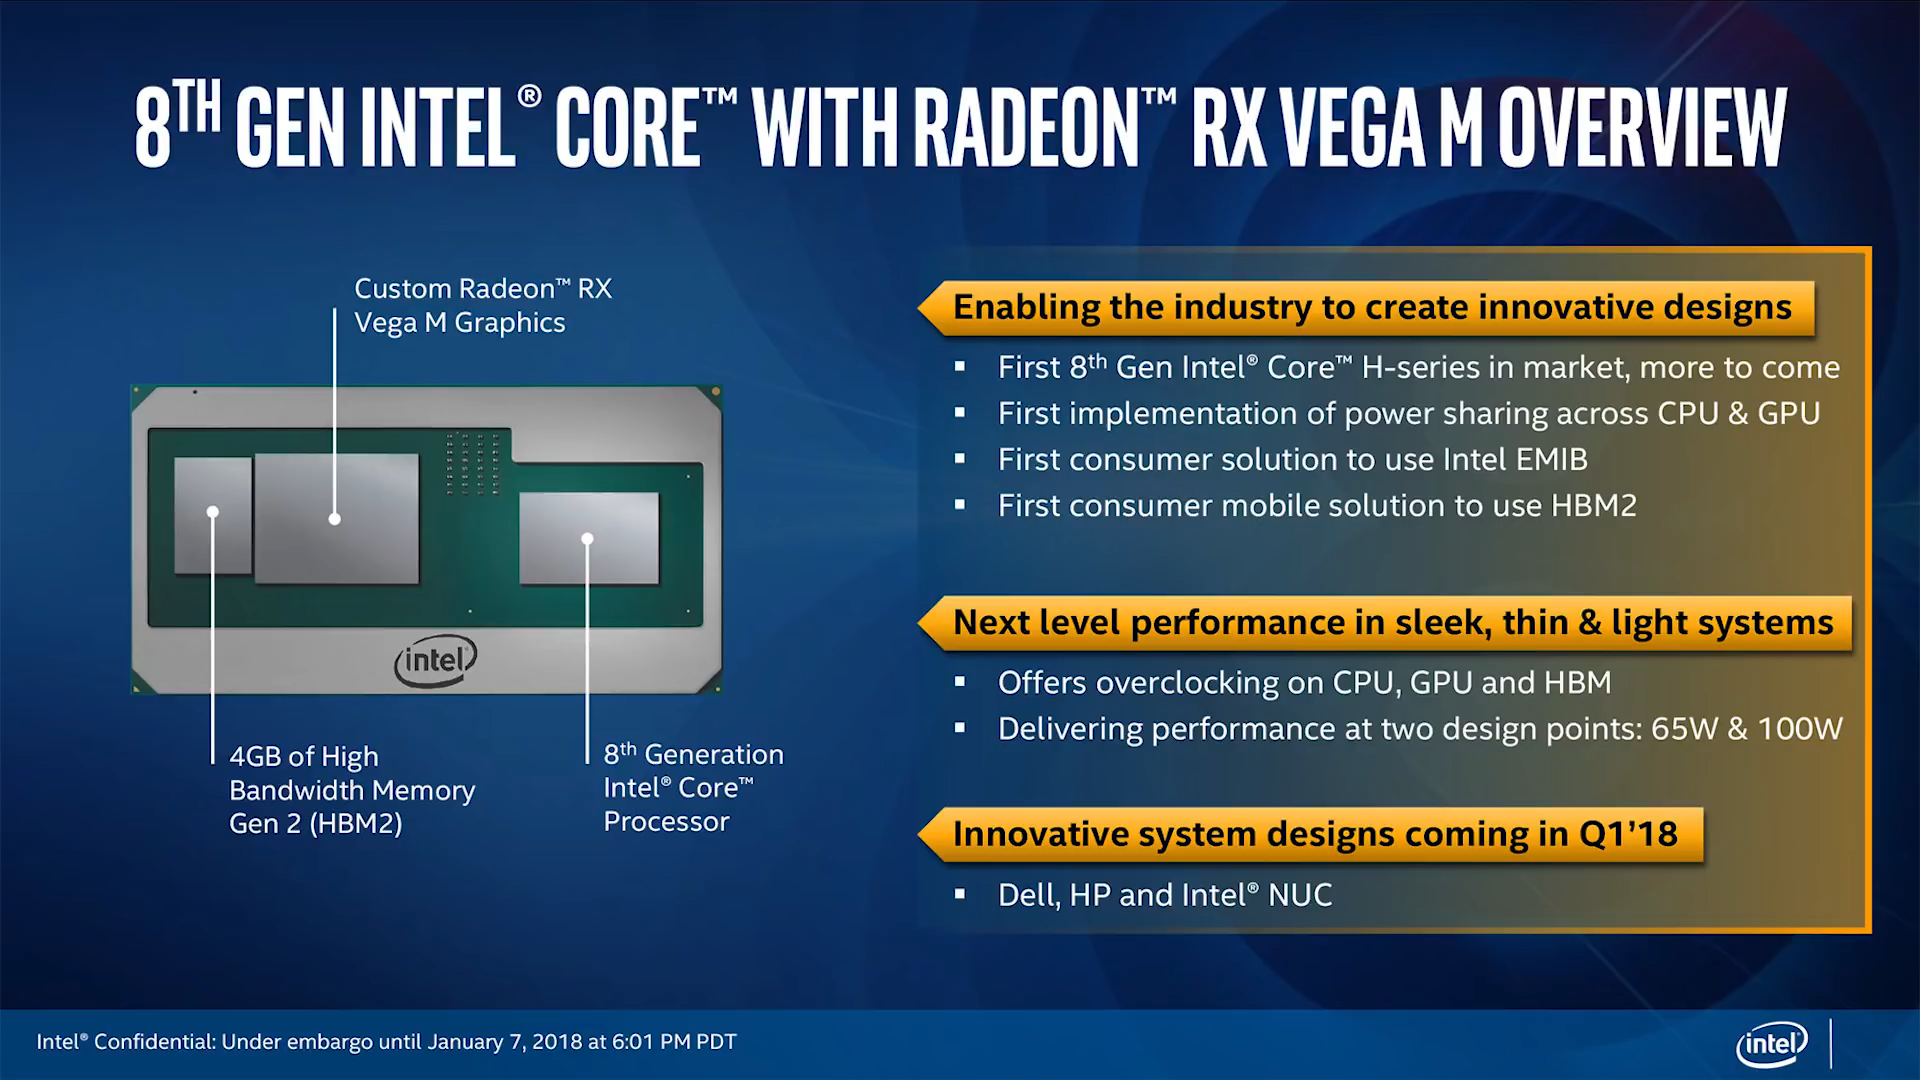 8TH GEN INTEL® CORE™ WITH RADEON™ RX VEGA M OVERVIEW
Custom Radeon™ RX
Vega M Graphics
intel
4GB of High
Bandwidth Memory
Gen 2 (HBM2)
8th Generation
Intel® Core™
Processor
Enabling the industry to create innovative designs
▪ First 8th Gen Intel® Core™ H-series in market, more to come
▪ First implementation of power sharing across CPU & GPU
▪ First consumer solution to use Intel EMIB
▪ First consumer mobile solution to use HBM2
Next level performance in sleek, thin & light systems
▪ Offers overclocking on CPU, GPU and HBM
▪ Delivering performance at two design points: 65W & 100W
Innovative system designs coming in Q1’18
▪ Dell, HP and Intel® NUC
Intel® Confidential: Under embargo until January 7, 2018 at 6:01 PM PDT
intel